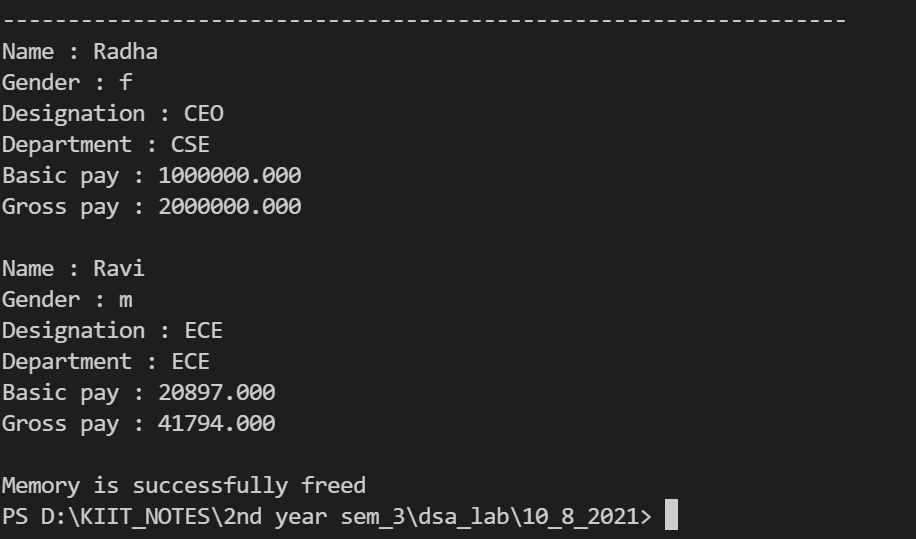 -----------------------------------------------------------------
Name : Radha
Gender : f
Designation : CEO
Department : CSE
Basic pay : 1000000.000
Gross pay : 2000000.000
Name : Ravi
Gender : m
Designation : ECE
Department : ECE
Basic pay : 20897.000
Gross pay : 41794.000
Memory is successfully freed
PS D:\KIIT_NOTES\2nd year sem_3\dsa_lab\10_8_2021>